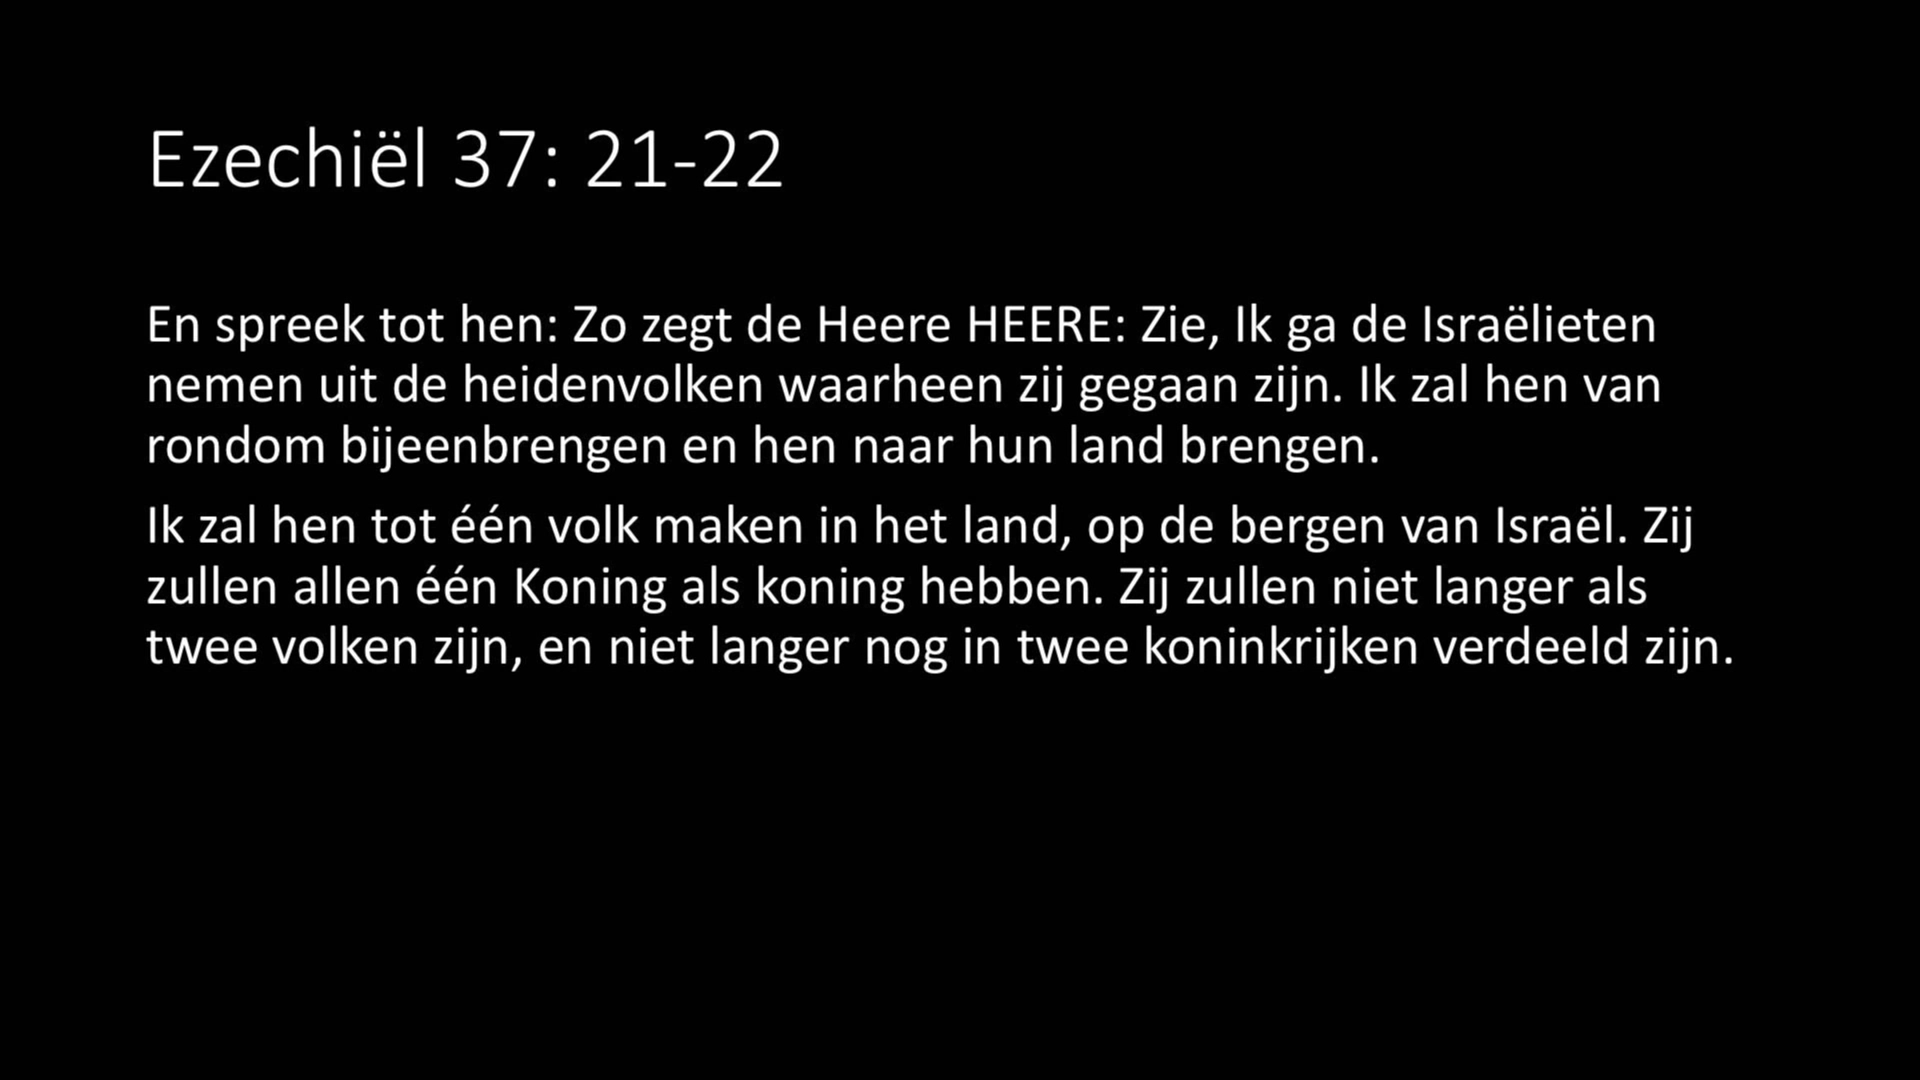 Ezechiël 37: 21-22
En spreek tot hen: Zo zegt de Heere HEERE: Zie, Ik ga de Israëlieten
nemen uit de heidenvolken waarheen zij gegaan zijn. Ik zal hen van
rondom bijeenbrengen en hen naar hun land brengen.
Ik zal hen tot één volk maken in het land, op de bergen van Israël. Zij
zullen allen één Koning als koning hebben. Zij zullen niet langer als
twee volken zijn, en niet langer nog in twee koninkrijken verdeeld zijn.